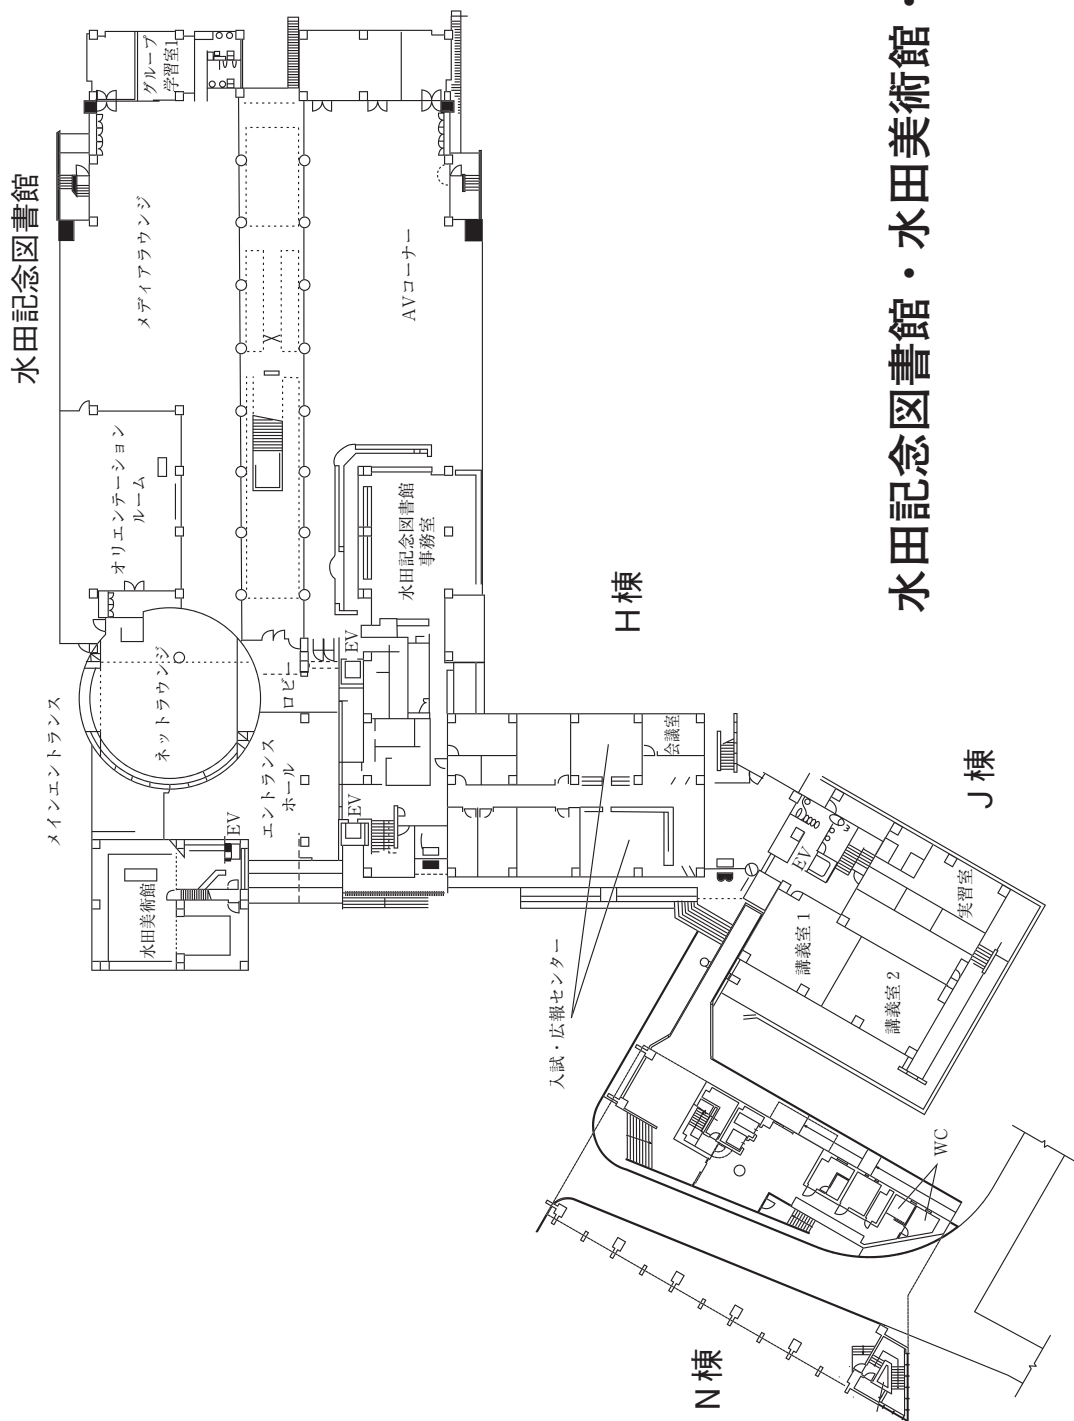 水田記念図書館
グループ
学習室1
メディアラウンジ
AVコーナー
オリエンテーション
ルーム
水田記念図書館
事務室
メインエントランス
ネットラウンジ
ロビー
EV
エントランス
ホール
EV
EV
水田美術館
H棟
会議室
入試・広報センター
J棟
EV
実習室
講義室1
講義室2
WC
N棟
水田記念図書館・水田美術館・